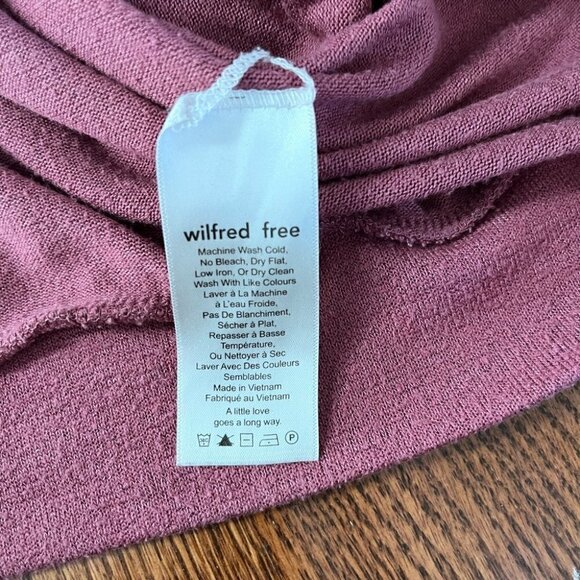 wilfred free
Machine Wash Cold,
No Bleach, Dry Flat,
Low Iron, Or Dry Clean
Wash With Like Colours
Laver à La Machine
à L'eau Froide,
Pas De Blanchiment,
Sécher à Plat,
Repasser à Basse
Température,
Ou Nettoyer à Sec
Laver Avec Des Couleurs
Semblables
Made in Vietnam
Fabriqué au Vietnam
A little love
goes a long way.
P